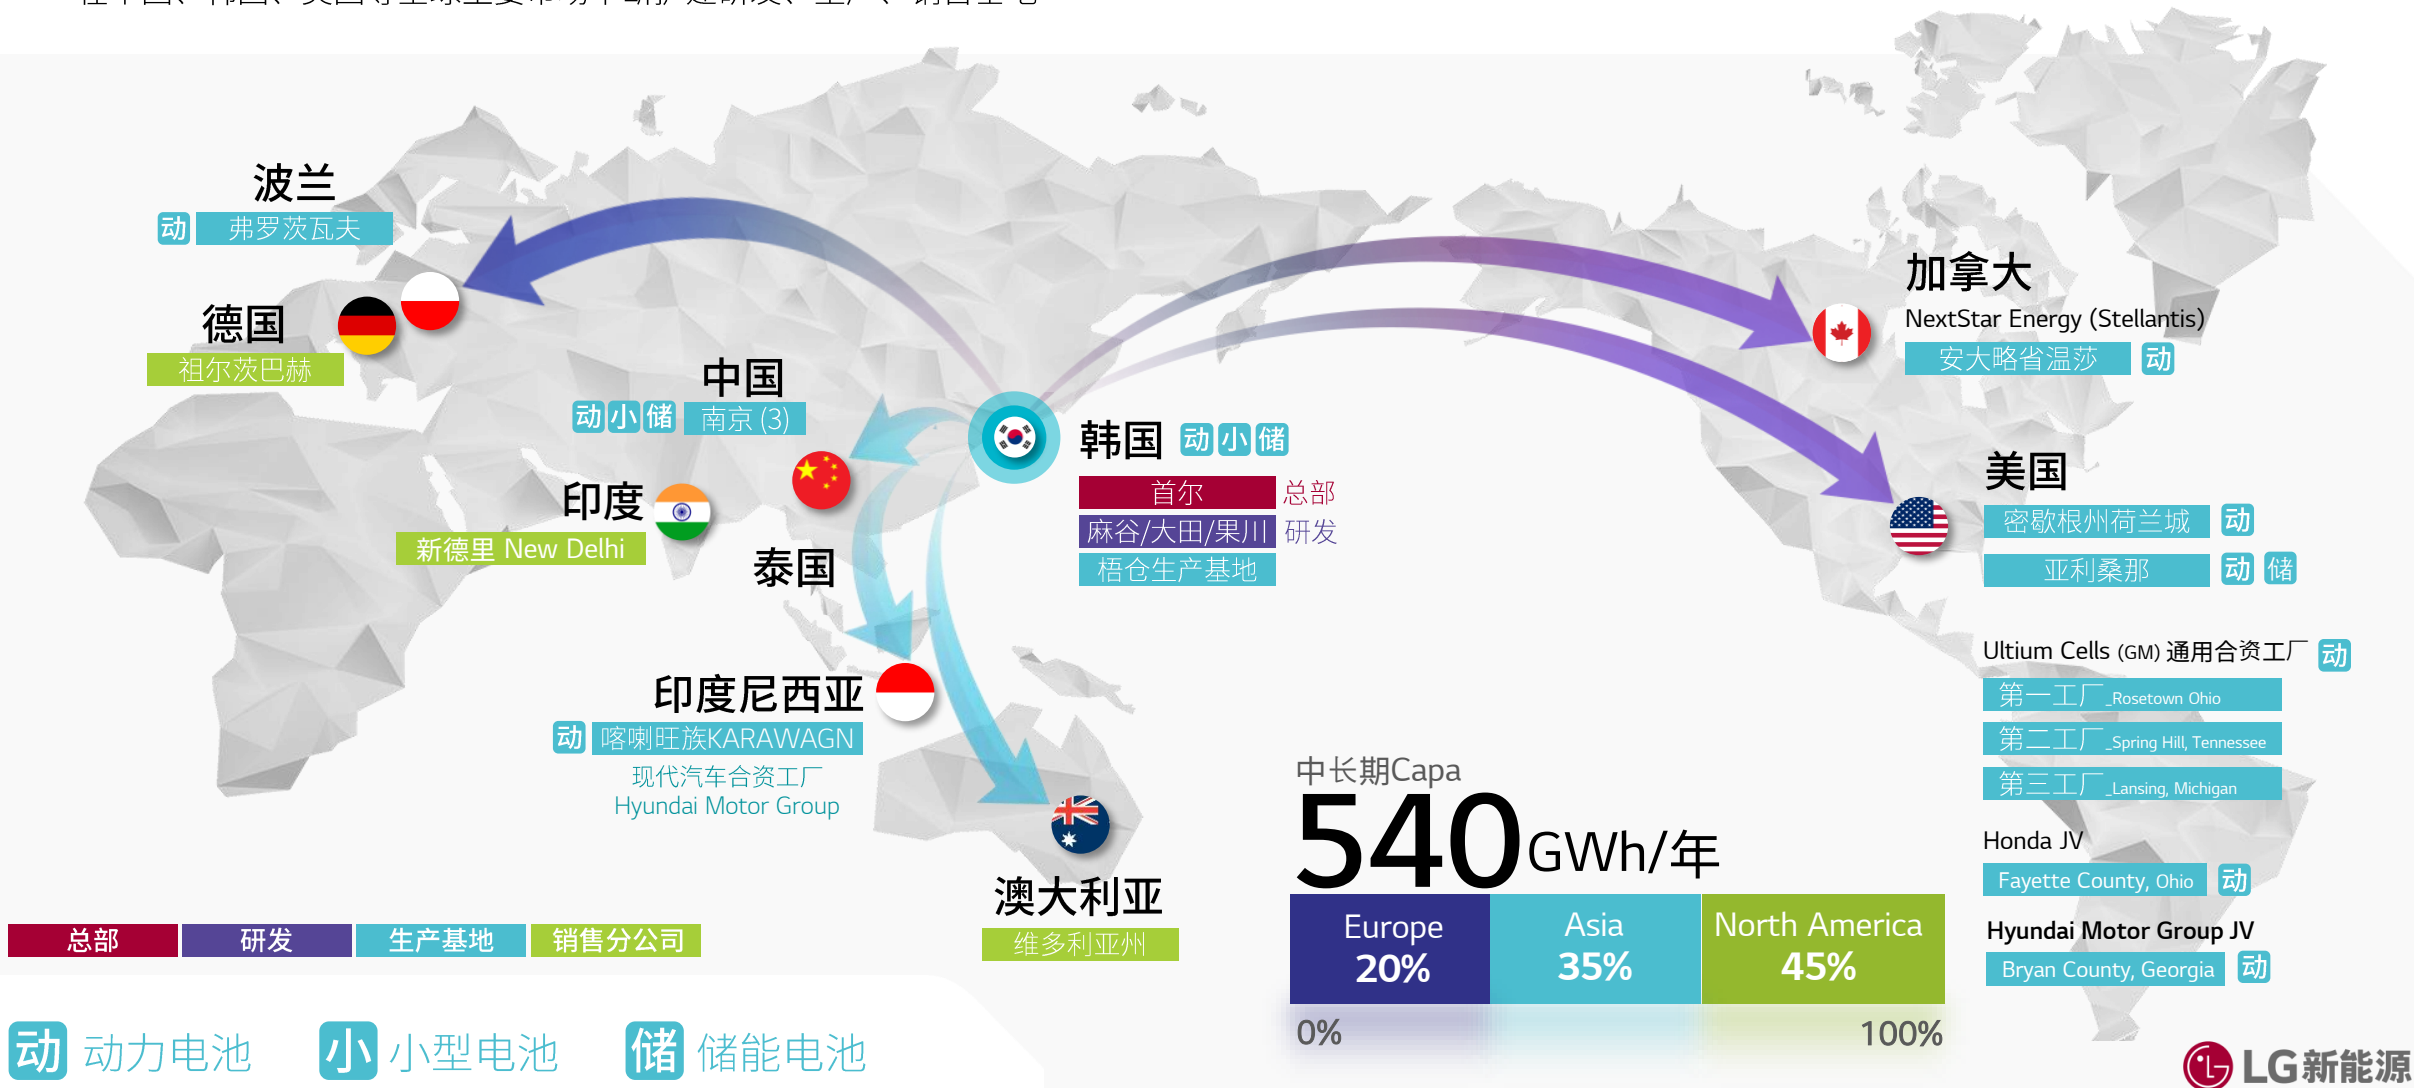 波兰
动 弗罗茨瓦夫
德国
祖尔茨巴赫
中国
动 小 储 南京 (3)
印度
新德里 New Delhi
泰国
印度尼西亚
动 喀喇旺族KARAWAGN
现代汽车合资工厂
Hyundai Motor Group
澳大利亚
维多利亚州
韩国 动 小 储
首尔 总部
麻谷/大田/果川 研发
梧仓生产基地
加拿大
NextStar Energy (Stellantis)
安大略省温莎 动
美国
密歇根州荷兰城 动
亚利桑那 动 储
Ultium Cells (GM) 通用合资工厂 动
第一工厂_Rosetown Ohio
第二工厂_Spring Hill, Tennessee
第三工厂_Lansing, Michigan
Honda JV
Fayette County, Ohio 动
Hyundai Motor Group JV
Bryan County, Georgia 动
中长期Capa
540GWh/年
Europe Asia North America
20% 35% 45%
0% 100%
总部 研发 生产基地 销售分公司
动 动力电池 小 小型电池 储 储能电池
LG新能源